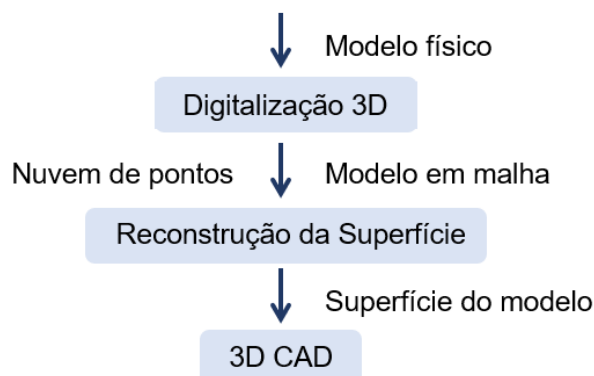 Modelo físico
Digitalização 3D
Nuvem de pontos
Modelo em malha
Reconstrução da Superfície
Superfície do modelo
3D CAD